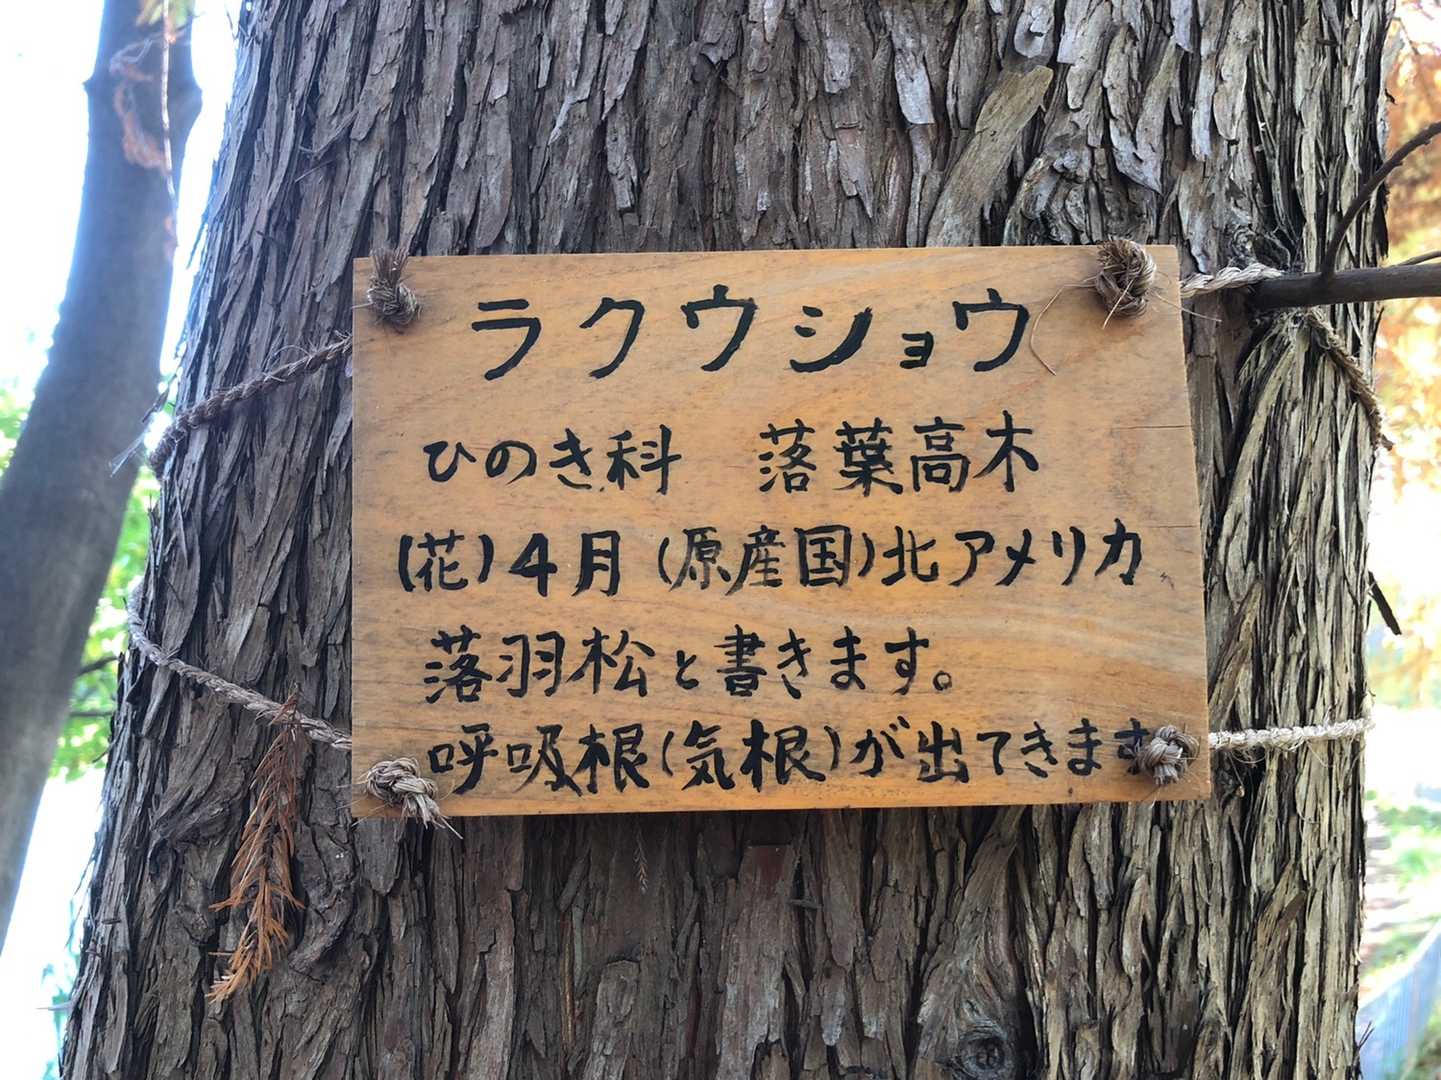 ラクウショウ
ひのき科 落葉高木
(花)4月 (原産国)北アメリカ
落羽松と書きます。
呼吸根(気根)が出てきます